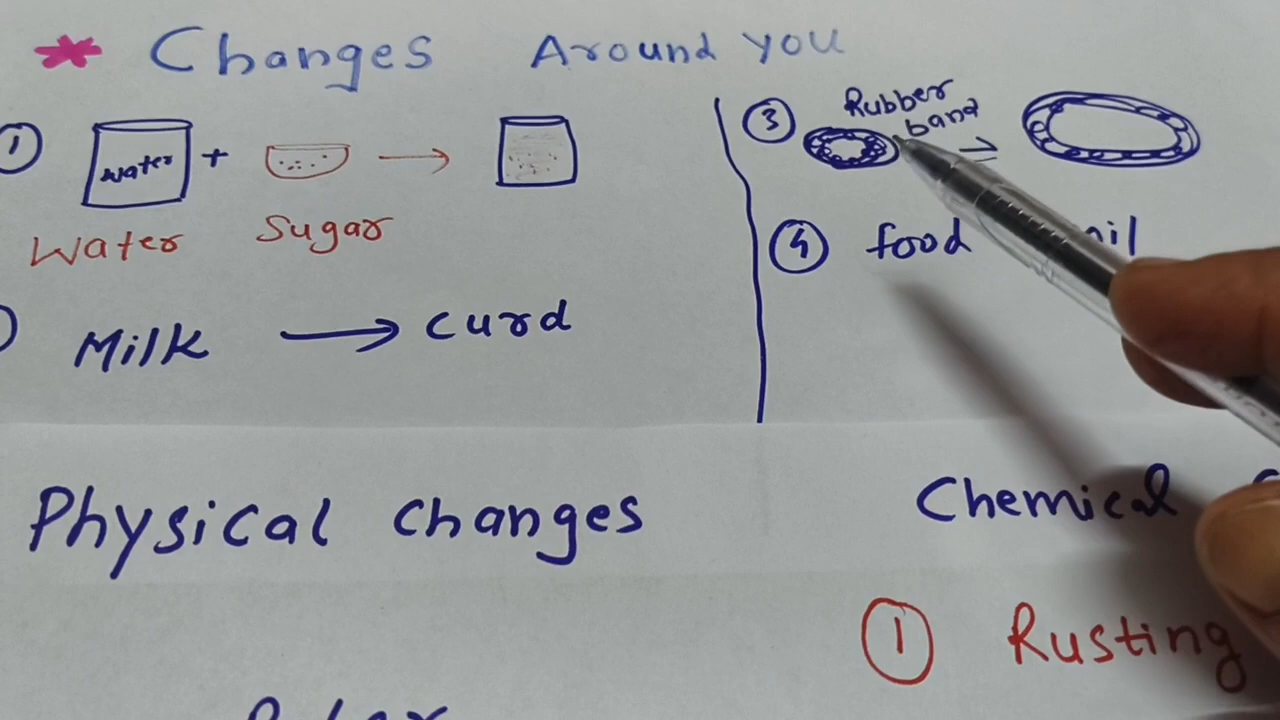 * Changes Around you
1 water + →
Water Sugar
Milk → curd
3 Rubber band =
4 food
Physical changes
Chemical
1 Rusting